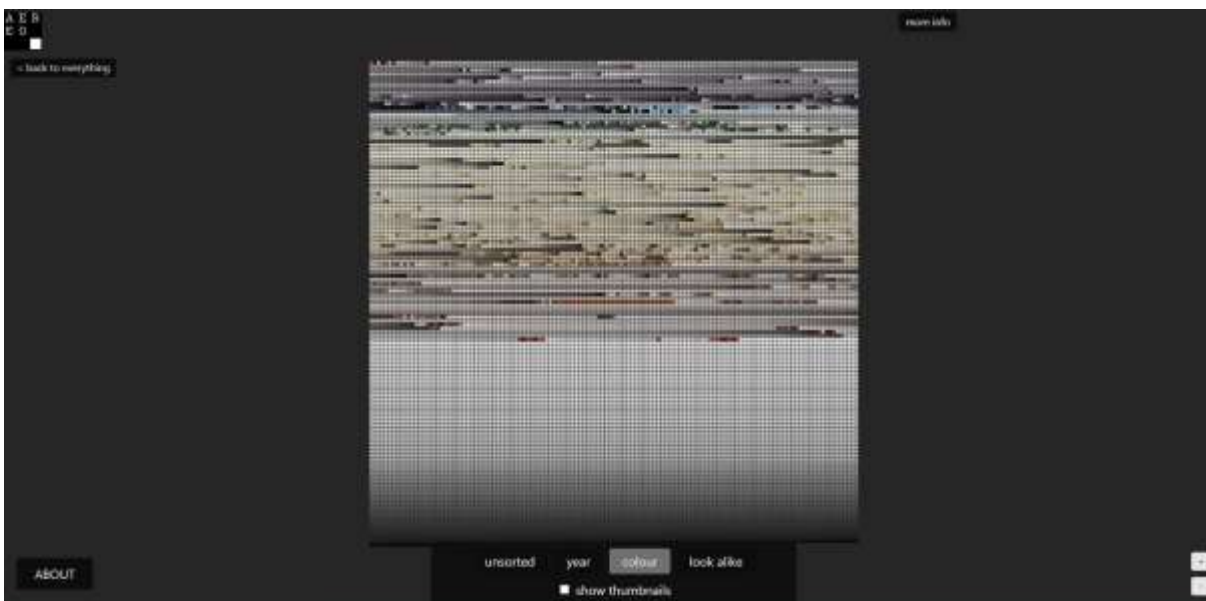 A E R
E O
more info
< back to everything
unsorted year colour look alike
show thumbnails
ABOUT